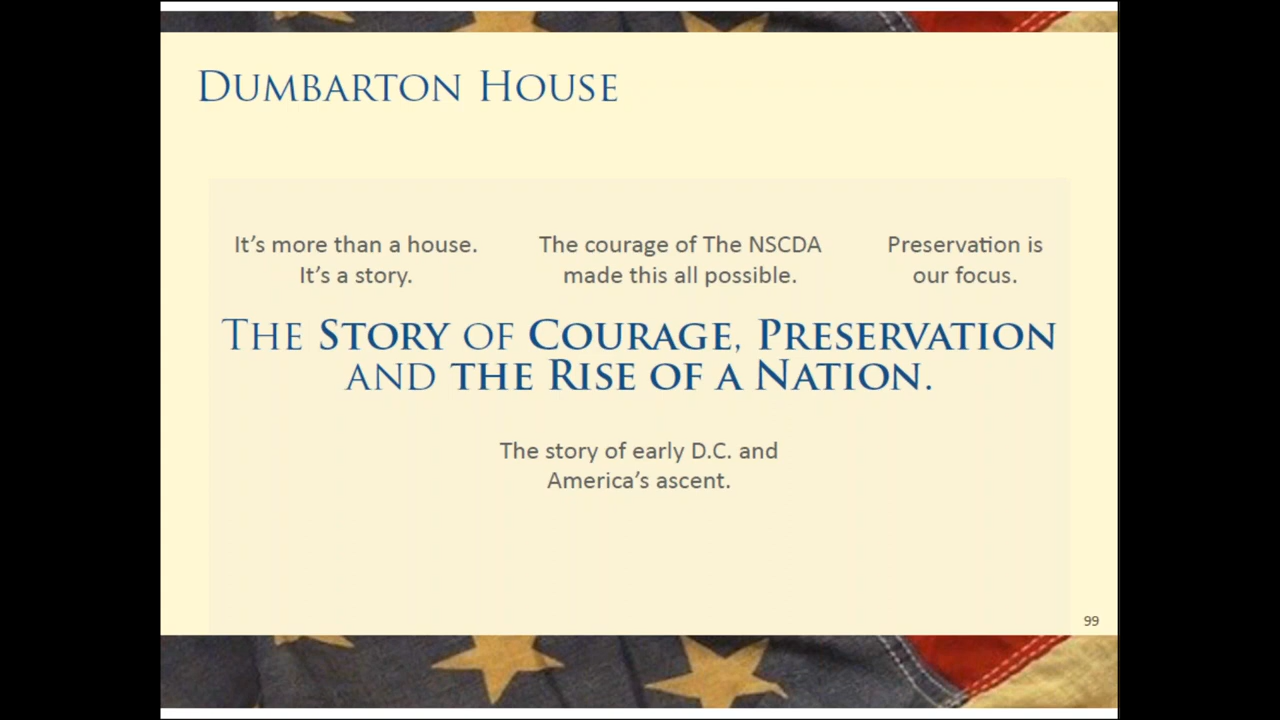 DUMBARTON HOUSE
It's more than a house.
It's a story.
The courage of The NSCDA
made this all possible.
Preservation is
our focus.
THE STORY OF COURAGE, PRESERVATION
AND THE RISE OF A NATION.
The story of early D.C. and
America's ascent.
99